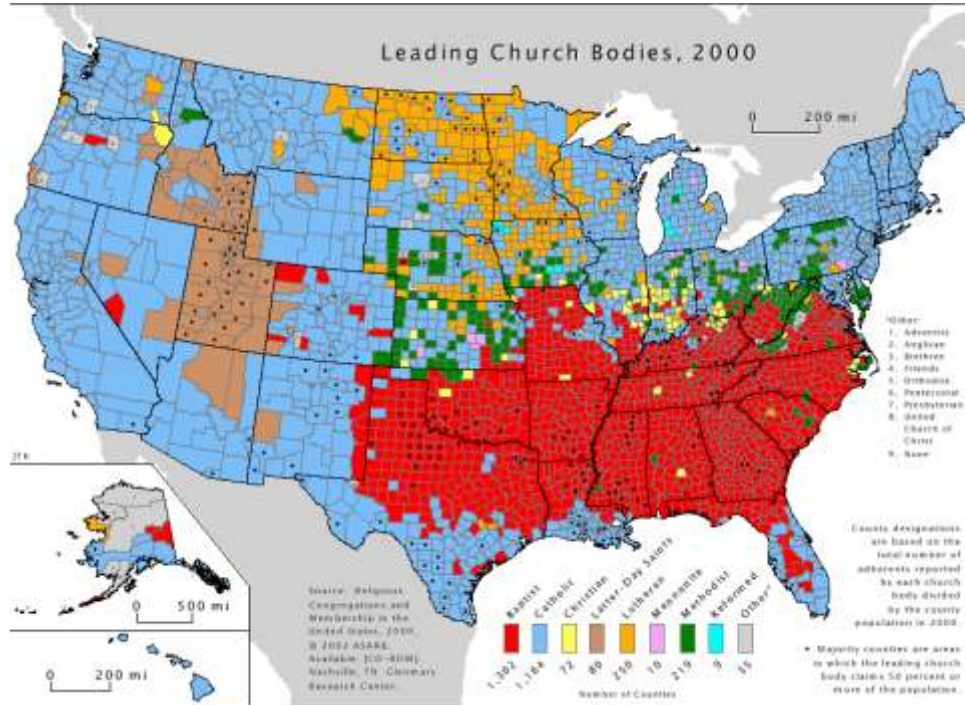 Leading Church Bodies, 2000
0 200 mi
*Other:
1. Adventist
2. Anglican
3. Brethren
4. Friends
5. Orthodox
6. Pentecostal
7. Presbyterian
8. United
Church of
Christ
9. None
County designations
are based on the
total number of
adherents reported
by each church
body divided
by the county
population in 2000.
• Majority counties are areas
in which the leading church
body claims 50 percent or
more of the population.
0 500 mi
0 200 mi
Source: Religious
Congregations and
Membership in the
United States, 2000.
© 2002 ASARB.
Available: [CD-ROM].
Nashville, TN: Glenmary
Research Center.
Baptist
Catholic
Christian
Latter-Day Saints
Lutheran
Mennonite
Methodist
Reformed
Other*
1,302
1,184
72
80
250
10
219
9
35
Number of Counties